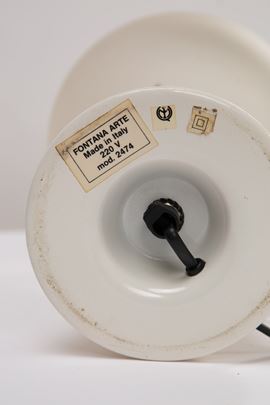 FONTANA ARTE
Made in Italy
220 V
mod. 2474